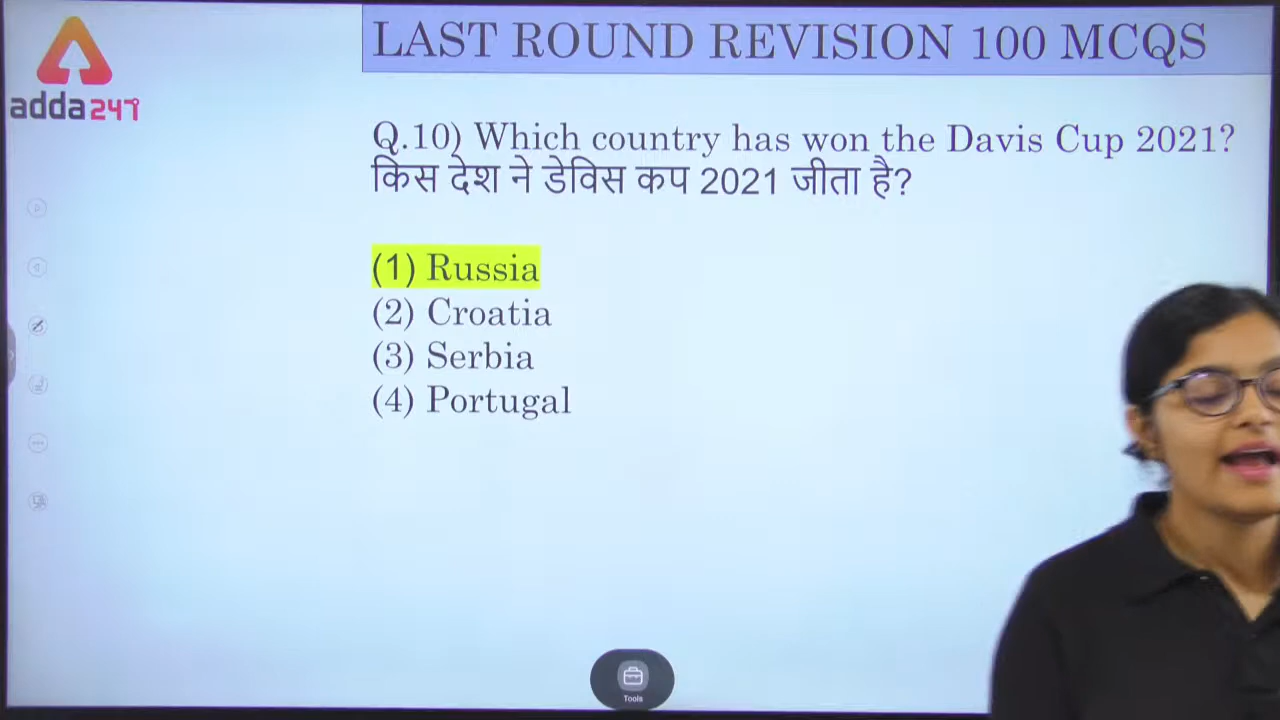 LAST ROUND REVISION 100 MCQS
adda247
Q.10) Which country has won the Davis Cup 2021?
किस देश ने डेविस कप 2021 जीता है?
(1) Russia
(2) Croatia
(3) Serbia
(4) Portugal
Tools